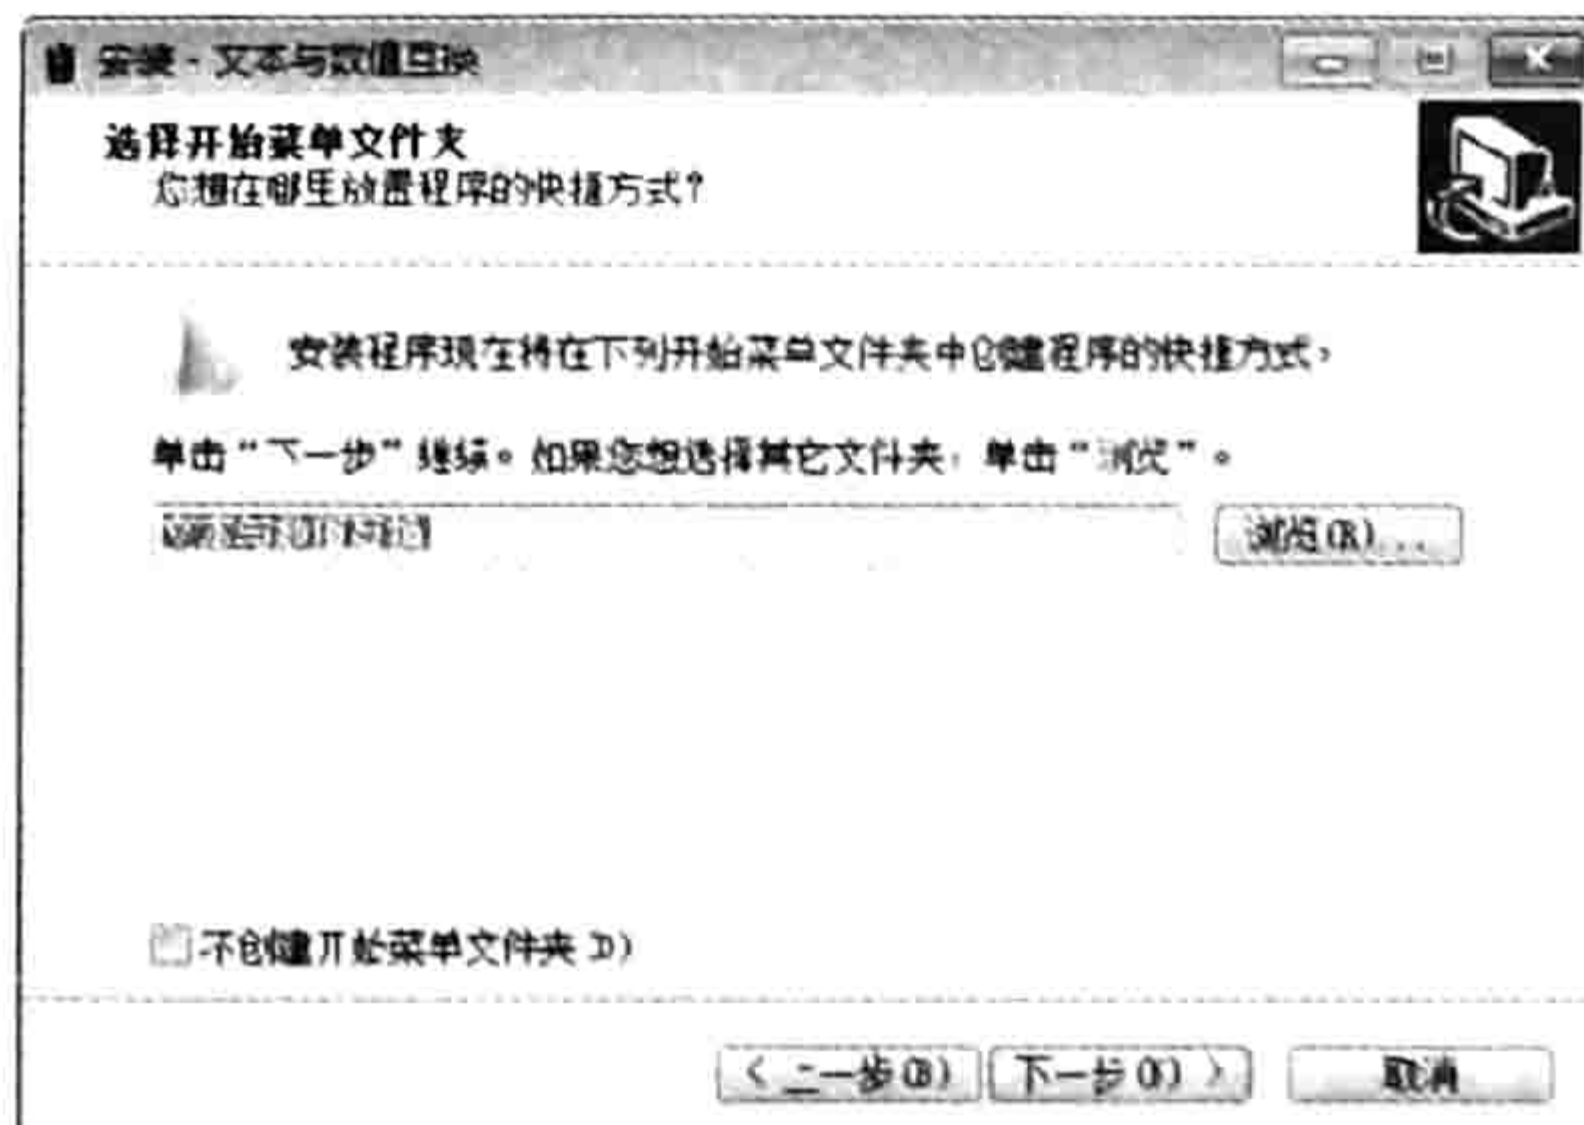 安装 - 文本与数值互换
选择开始菜单文件夹
您想在哪里放置程序的快捷方式?
安装程序现在将在下列开始菜单文件夹中创建程序的快捷方式。
单击“下一步”继续。如果您想选择其它文件夹，单击“浏览”。
浏览(R)...
不创建开始菜单文件夹(D)
< 上一步(B)
下一步(N) >
取消